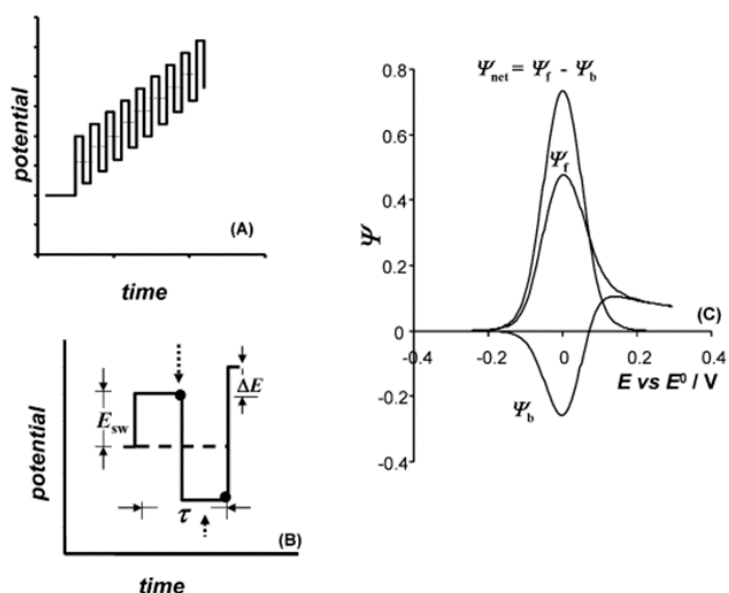 potential
(A)
time
potential
E_sw
ΔE
τ
(B)
time
Ψ_net = Ψ_f - Ψ_b
0.8
Ψ_f
0.6
0.4
Ψ
0.2
(C)
0
-0.4
-0.2
0
0.2
0.4
E vs E⁰ / V
-0.2
Ψ_b
-0.4